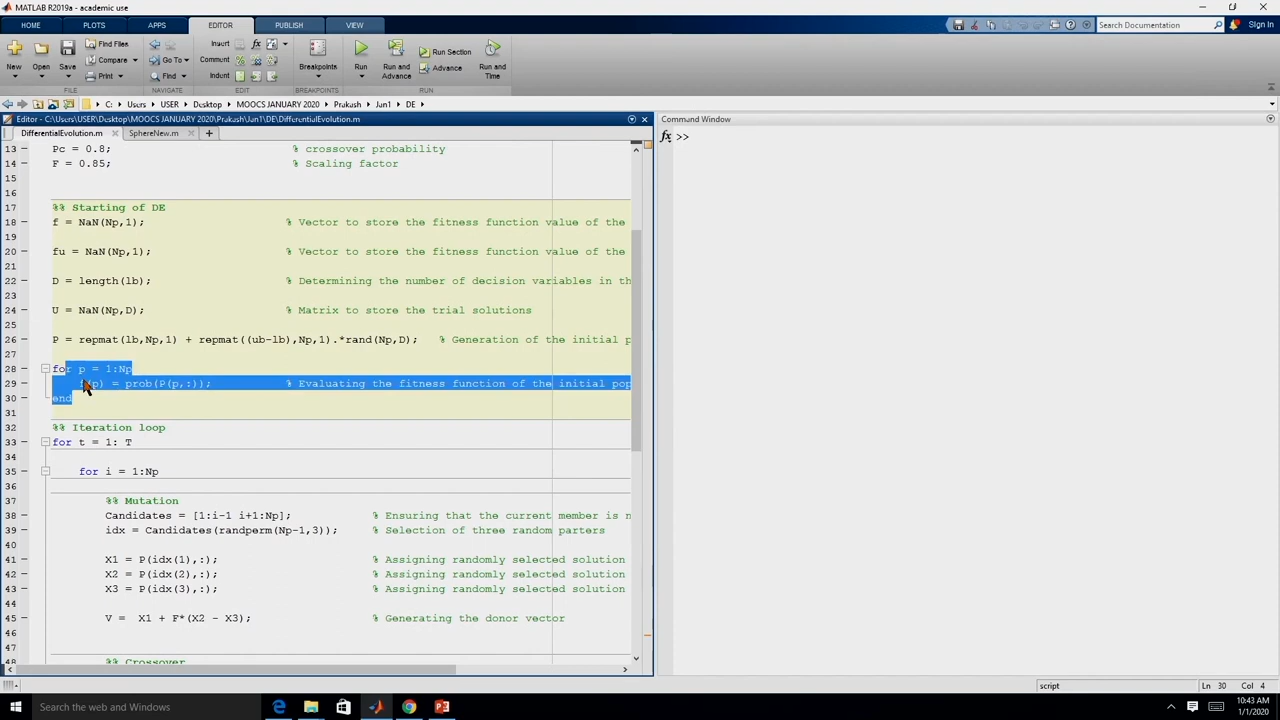 MATLAB R2019a - academic use
HOME PLOTS APPS EDITOR PUBLISH VIEW
Search Documentation Sign In
New Open Save Find Files Compare Print
Go To Find
Insert Comment Indent
Breakpoints
Run Run and Advance Run Section Advance Run and Time
FILE NAVIGATE EDIT BREAKPOINTS RUN
C: Users USER Desktop MOOCS JANUARY 2020 Prakash Jan1 DE
Editor - C:\Users\USER\Desktop\MOOCS JANUARY 2020\Prakash\Jan1\DE\DifferentialEvolution.m
DifferentialEvolution.m SphereNew.m
Command Window
fx >>
13 Pc = 0.8; % crossover probability
14 F = 0.85; % Scaling factor
15
16
17 %% Starting of DE
18 f = NaN(Np,1); % Vector to store the fitness function value of the
19
20 fu = NaN(Np,1); % Vector to store the fitness function value of the
21
22 D = length(lb); % Determining the number of decision variables in th
23
24 U = NaN(Np,D); % Matrix to store the trial solutions
25
26 P = repmat(lb,Np,1) + repmat((ub-lb),Np,1).*rand(Np,D); % Generation of the initial p
27
28 for p = 1:Np
29 f(p) = prob(P(p,:)); % Evaluating the fitness function of the initial pop
30 end
31
32 %% Iteration loop
33 for t = 1: T
34
35 for i = 1:Np
36
37 %% Mutation
38 Candidates = [1:i-1 i+1:Np]; % Ensuring that the current member is n
39 idx = Candidates(randperm(Np-1,3)); % Selection of three random parters
40
41 X1 = P(idx(1),:); % Assigning randomly selected solution
42 X2 = P(idx(2),:); % Assigning randomly selected solution
43 X3 = P(idx(3),:); % Assigning randomly selected solution
44
45 V = X1 + F*(X2 - X3); % Generating the donor vector
46
47
48 %% Crossover
script Ln 30 Col 4
Search the web and Windows
10:43 AM
1/1/2020